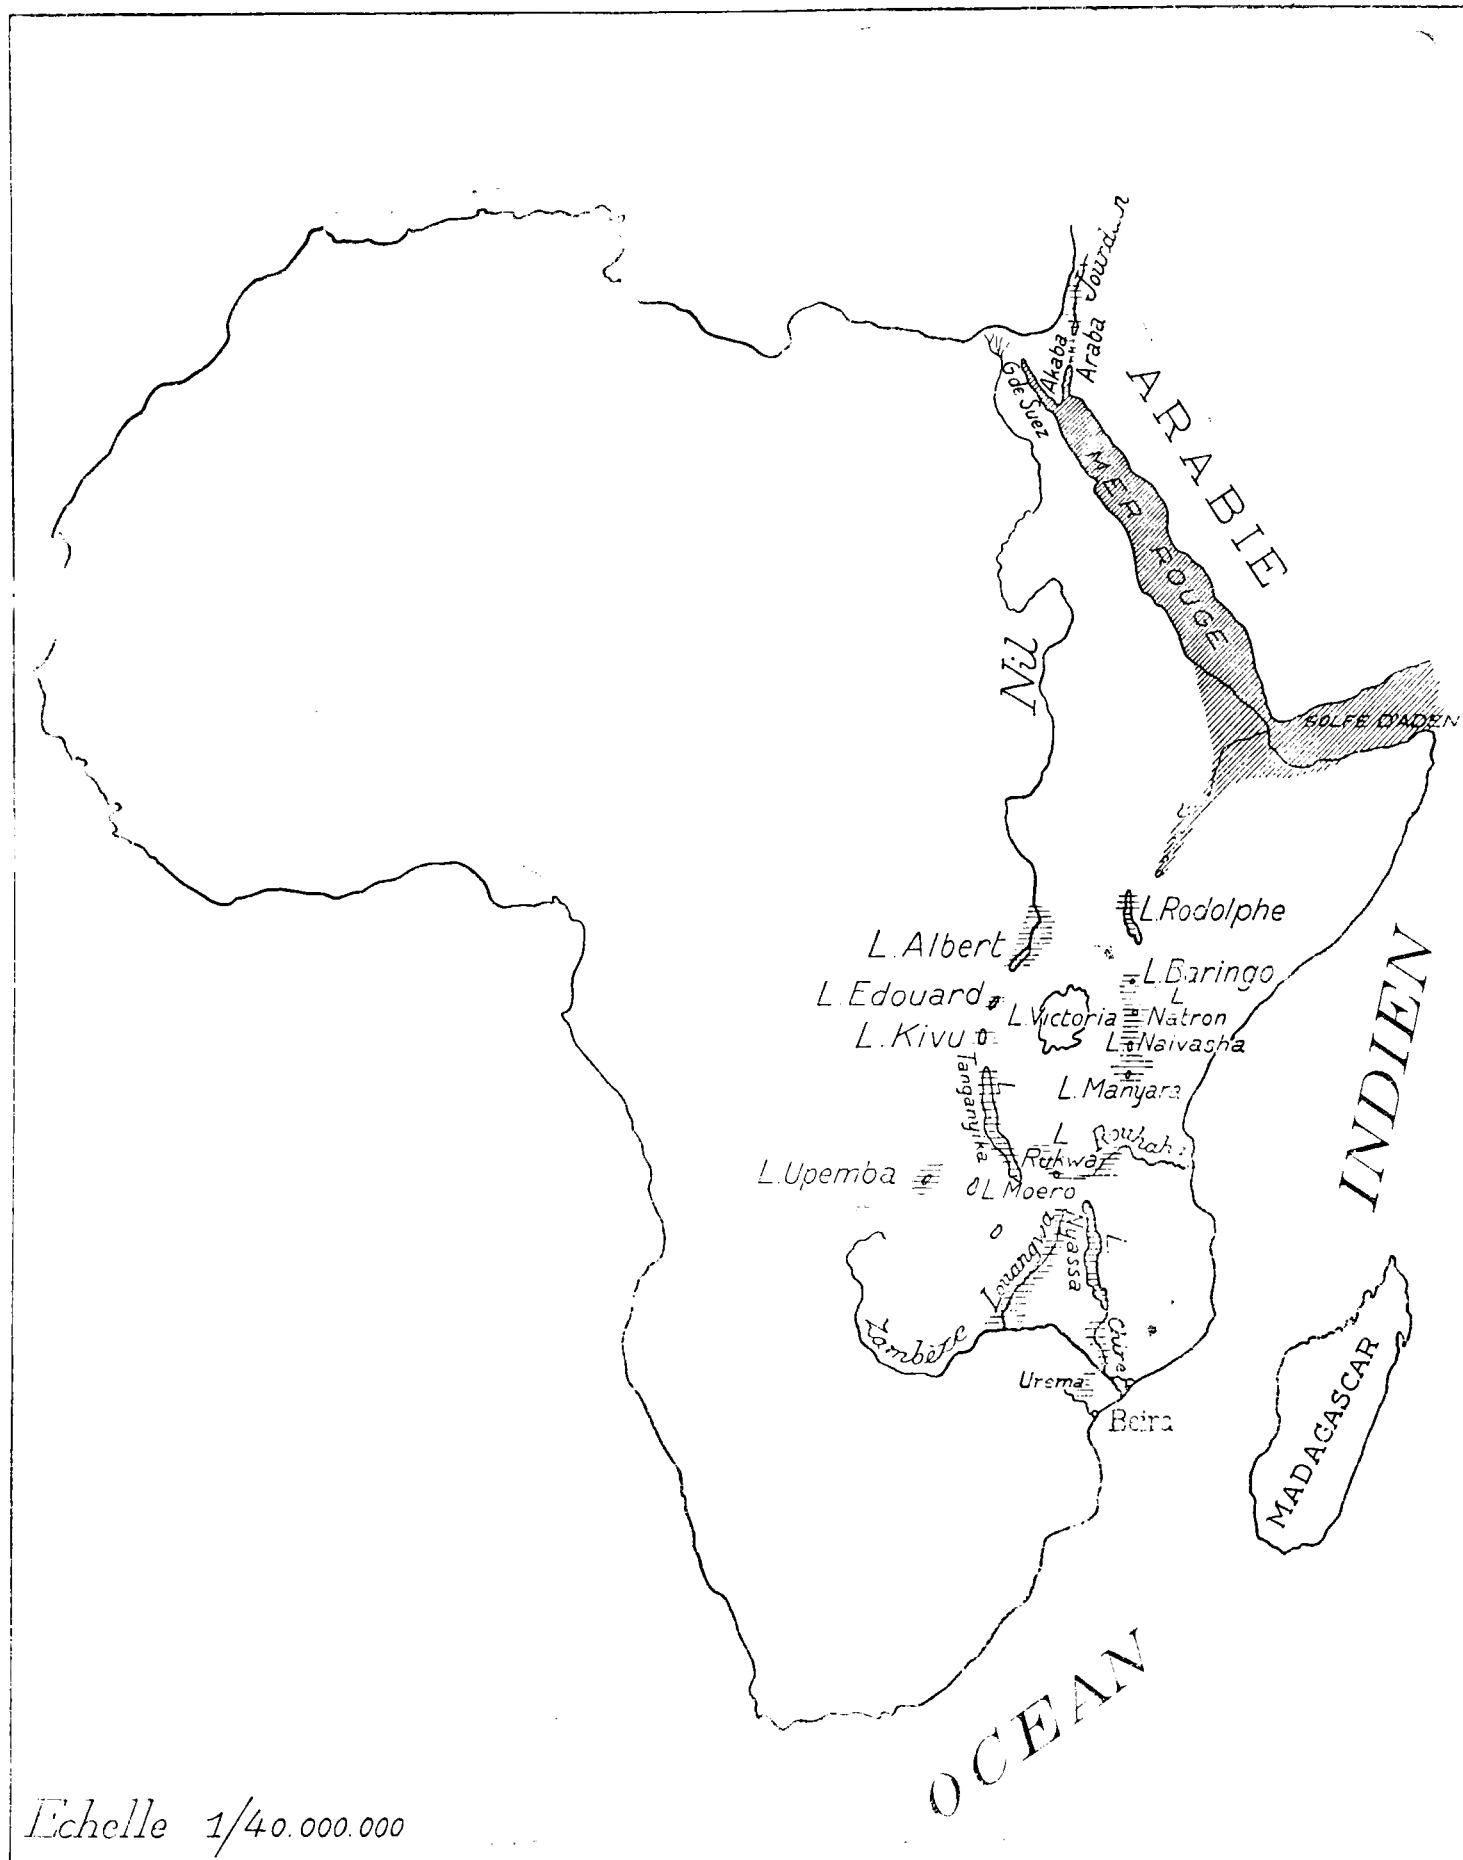 Jourdain
Araba
Akaba
G de Suez
ARABIE
MER ROUGE
Nil
GOLFE D'ADEN
L.Rodolphe
L.Albert
L.Baringo
L.Edouard
L
Natron
L.Victoria
L.Kivu
L.Naivasha
L
Tanganyika
L.Manyara
L
Rukwa
Rouhaha
L.Upemba
L.Moero
Louangwa
L.
Nyassa
Zambèze
Chire
Urema
Beira
MADAGASCAR
OCEAN INDIEN
Echelle 1/40.000.000